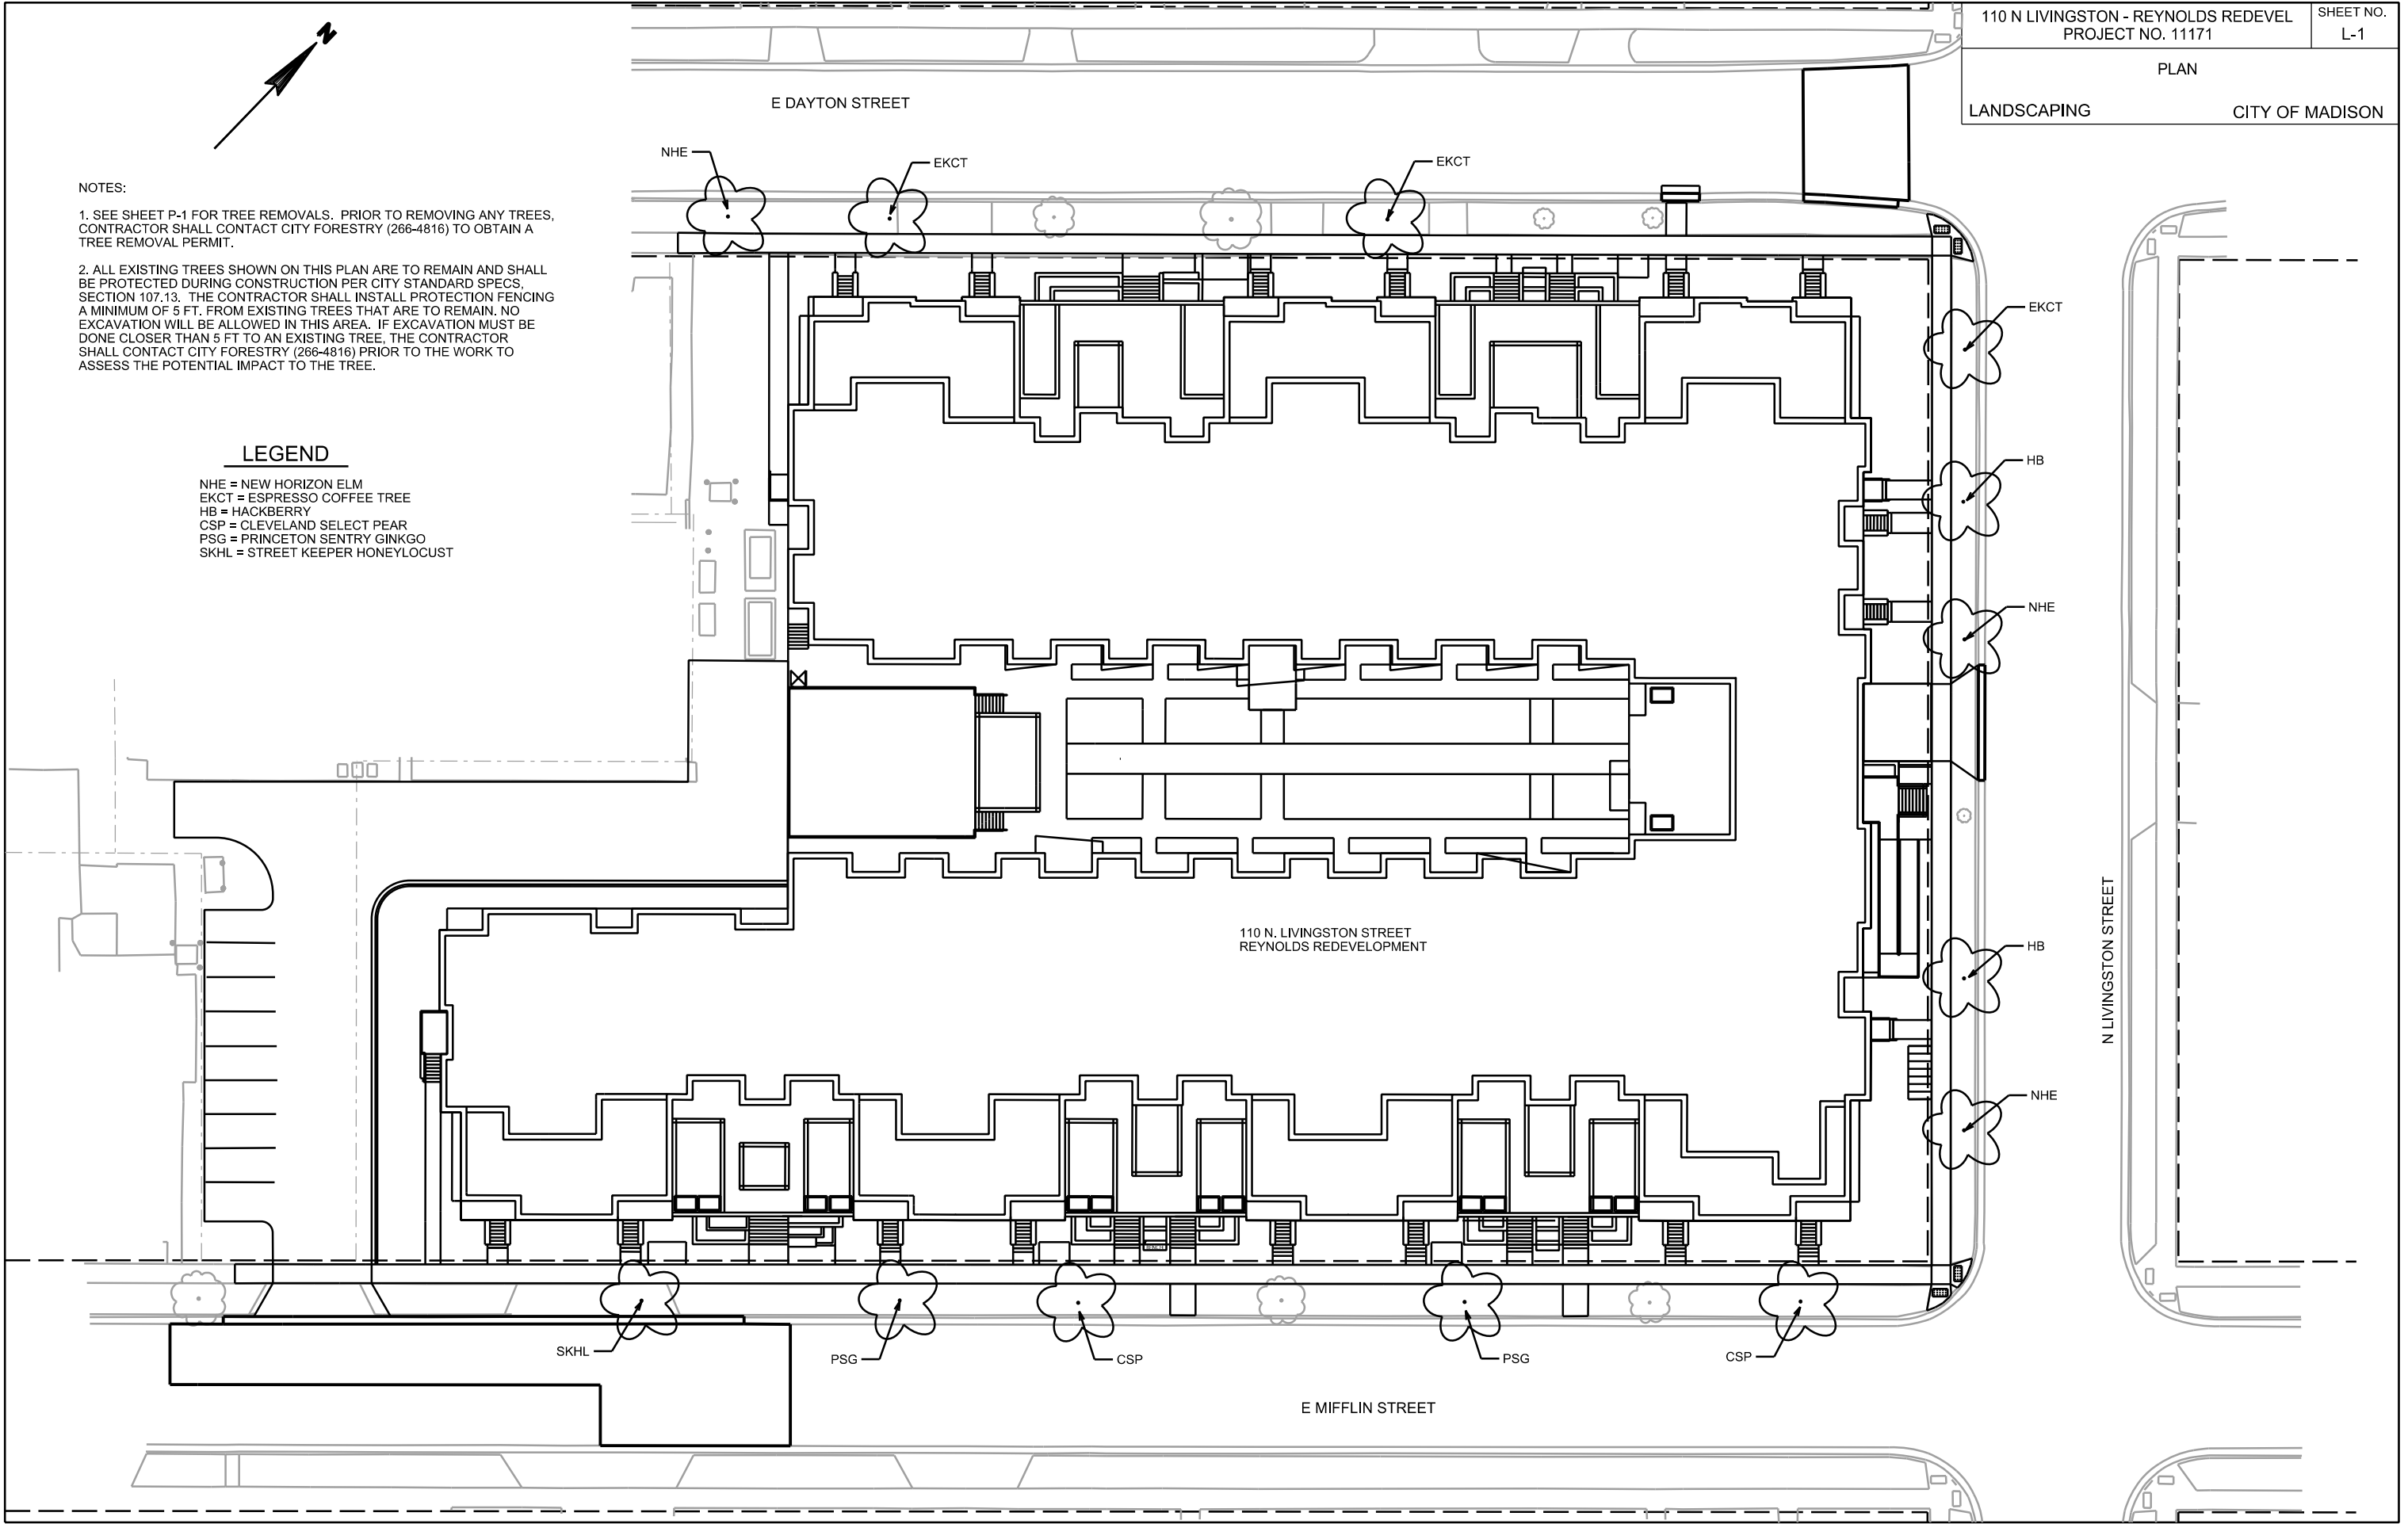 110 N LIVINGSTON - REYNOLDS REDEVEL
PROJECT NO. 11171
SHEET NO.
L-1
PLAN
LANDSCAPING
CITY OF MADISON
N
E DAYTON STREET
NHE
EKCT
EKCT
NOTES:
1. SEE SHEET P-1 FOR TREE REMOVALS. PRIOR TO REMOVING ANY TREES,
CONTRACTOR SHALL CONTACT CITY FORESTRY (266-4816) TO OBTAIN A
TREE REMOVAL PERMIT.
2. ALL EXISTING TREES SHOWN ON THIS PLAN ARE TO REMAIN AND SHALL
BE PROTECTED DURING CONSTRUCTION PER CITY STANDARD SPECS,
SECTION 107.13. THE CONTRACTOR SHALL INSTALL PROTECTION FENCING
A MINIMUM OF 5 FT. FROM EXISTING TREES THAT ARE TO REMAIN. NO
EXCAVATION WILL BE ALLOWED IN THIS AREA. IF EXCAVATION MUST BE
DONE CLOSER THAN 5 FT TO AN EXISTING TREE, THE CONTRACTOR
SHALL CONTACT CITY FORESTRY (266-4816) PRIOR TO THE WORK TO
ASSESS THE POTENTIAL IMPACT TO THE TREE.
LEGEND
NHE = NEW HORIZON ELM
EKCT = ESPRESSO COFFEE TREE
HB = HACKBERRY
CSP = CLEVELAND SELECT PEAR
PSG = PRINCETON SENTRY GINKGO
SKHL = STREET KEEPER HONEYLOCUST
EKCT
HB
NHE
110 N. LIVINGSTON STREET
REYNOLDS REDEVELOPMENT
HB
N LIVINGSTON STREET
NHE
SKHL
PSG
CSP
PSG
CSP
E MIFFLIN STREET